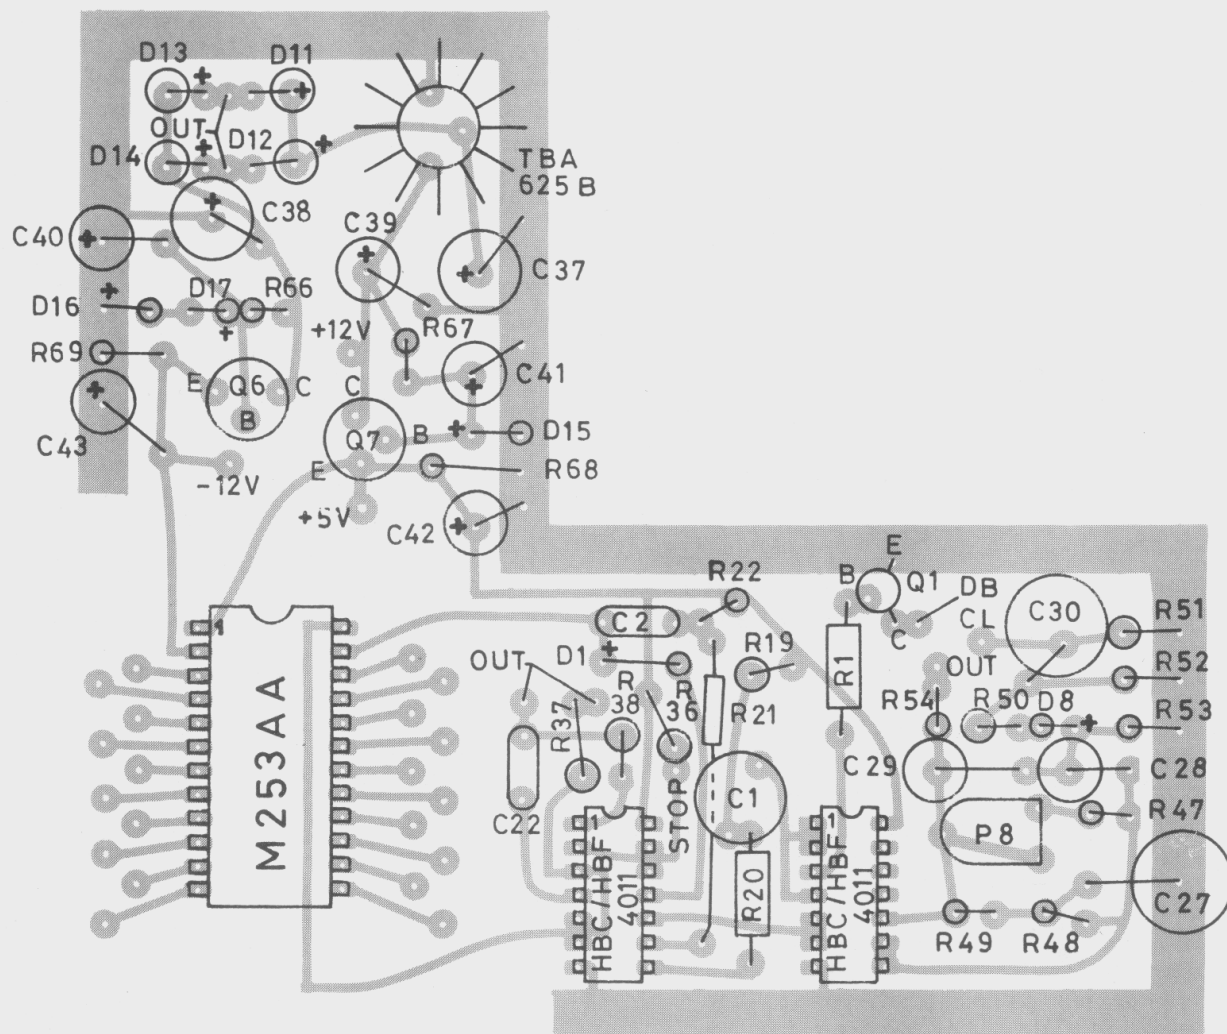 D13
D11
OUT
D12
D14
TBA
625 B
C38
C39
C40
C37
D17
R66
D16
+12V
R67
R69
E
Q6
C
C
C41
B
Q7
B
D15
C43
-12V
E
R68
+5V
C42
E
R22
B
Q1
DB
C30
1
C2
CL
C
R51
OUT
D1
R19
R1
OUT
R52
R
38
R
36
R54
R50
D8
R37
R21
R53
M253AA
C29
C28
STOP
C1
C22
1
1
P8
R47
HBC/HBF
4011
R20
HBC/HBF
4011
C27
R49
R48